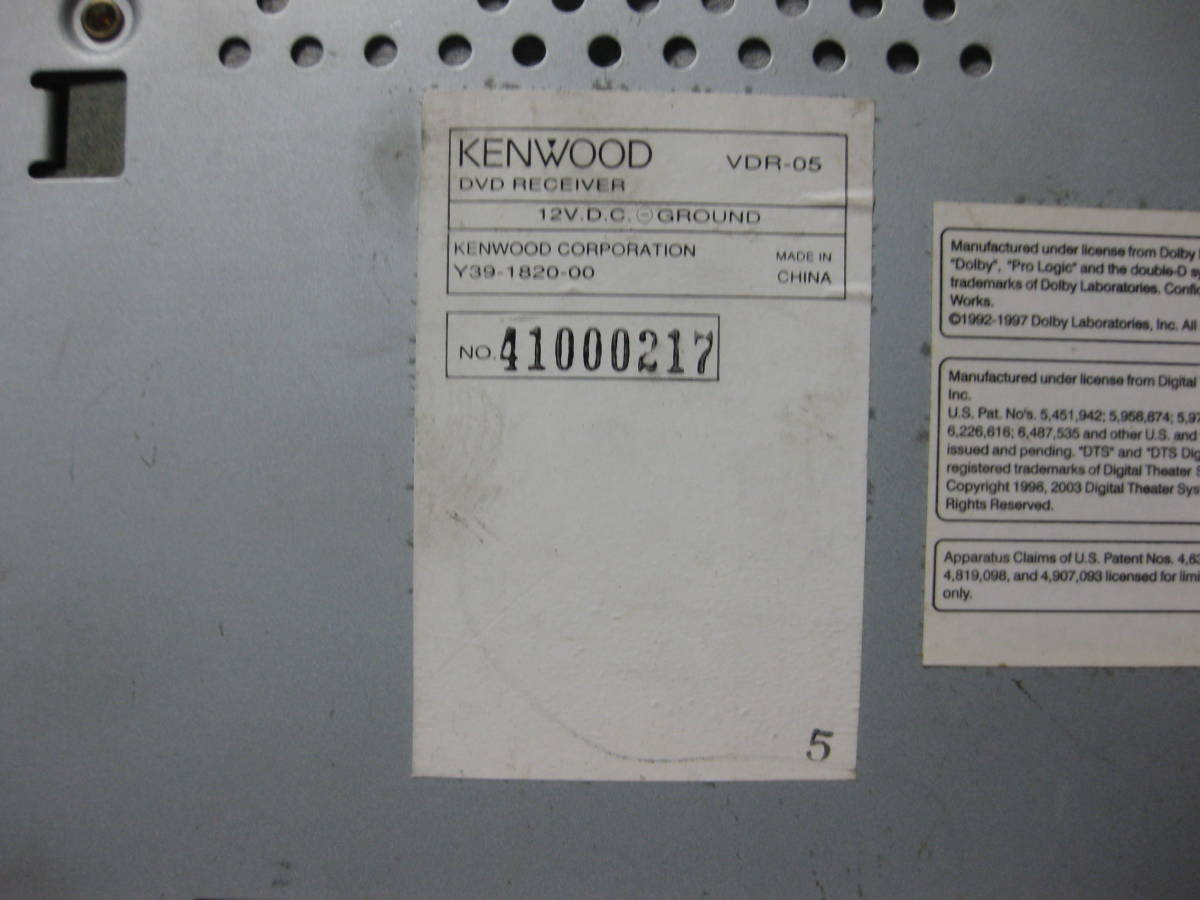 KENWOOD VDR-05
DVD RECEIVER
12V.D.C. ⊖ GROUND
KENWOOD CORPORATION
Y39-1820-00
MADE IN
CHINA
NO. 41000217
5
Manufactured under license from Dolby
"Dolby", "Pro Logic" and the double-D
trademarks of Dolby Laboratories.
Works.
©1992-1997 Dolby Laboratories, Inc. All
Manufactured under license from Digital
Inc.
U.S. Pat. No's. 5,451,942; 5,956,674;
6,226,616; 6,487,535 and other U.S. and
issued and pending. "DTS" and "DTS
registered trademarks of Digital Theater
Copyright 1996, 2003 Digital Theater
Rights Reserved.
Apparatus Claims of U.S. Patent Nos.
4,819,098, and 4,907,093 licensed for
only.